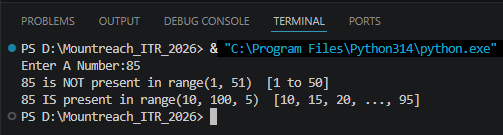 PROBLEMS OUTPUT DEBUG CONSOLE TERMINAL PORTS
PS D:\Mountreach_ITR_2026> & "C:\Program Files\Python314\python.exe"
Enter A Number:85
85 is NOT present in range(1, 51)  [1 to 50]
85 IS present in range(10, 100, 5)  [10, 15, 20, ..., 95]
PS D:\Mountreach_ITR_2026>